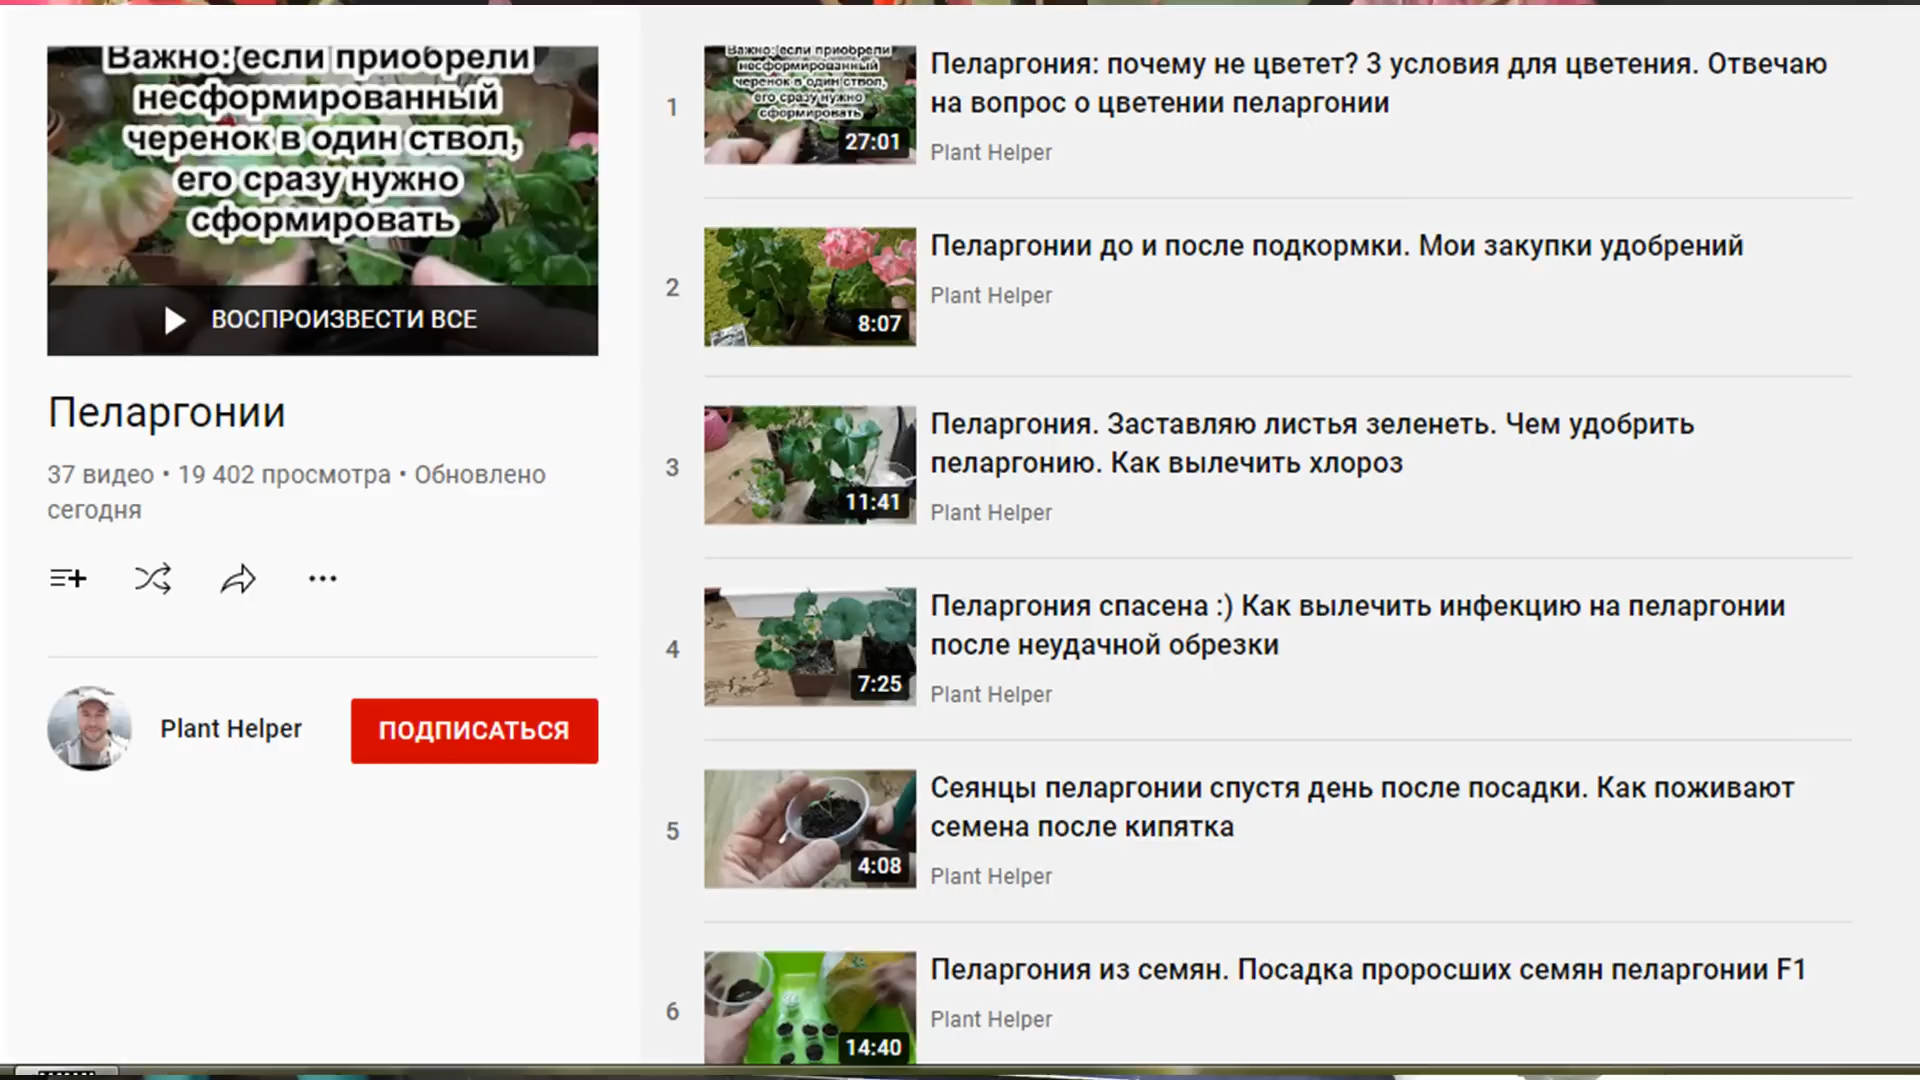 Важно: если приобрели
несформированный
черенок в один ствол,
его сразу нужно
сформировать
ВОСПРОИЗВЕСТИ ВСЕ
Пеларгонии
37 видео • 19 402 просмотра • Обновлено
сегодня
Plant Helper
ПОДПИСАТЬСЯ
1
Важно: если приобрели
несформированный
черенок в один ствол,
его сразу нужно
сформировать
27:01
Пеларгония: почему не цветет? 3 условия для цветения. Отвечаю
на вопрос о цветении пеларгонии
Plant Helper
2
8:07
Пеларгонии до и после подкормки. Мои закупки удобрений
Plant Helper
3
11:41
Пеларгония. Заставляю листья зеленеть. Чем удобрить
пеларгонию. Как вылечить хлороз
Plant Helper
4
7:25
Пеларгония спасена :) Как вылечить инфекцию на пеларгонии
после неудачной обрезки
Plant Helper
5
4:08
Сеянцы пеларгонии спустя день после посадки. Как поживают
семена после кипятка
Plant Helper
6
14:40
Пеларгония из семян. Посадка проросших семян пеларгонии F1
Plant Helper